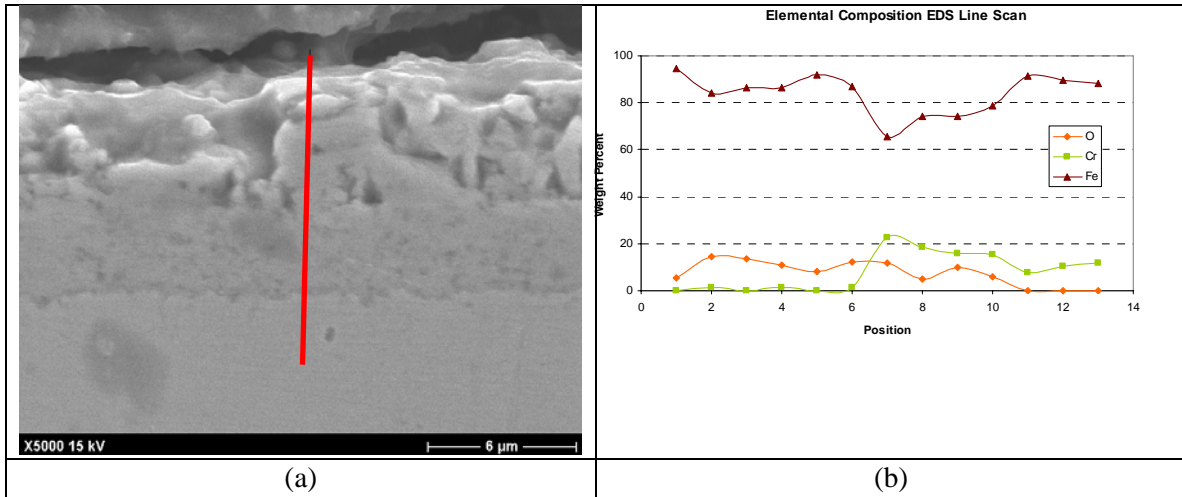 X5000 15 kV
6 µm
(a)
Elemental Composition EDS Line Scan
100
80
60
40
20
0
Weight Percent
0 2 4 6 8 10 12 14
Position
O
Cr
Fe
(b)